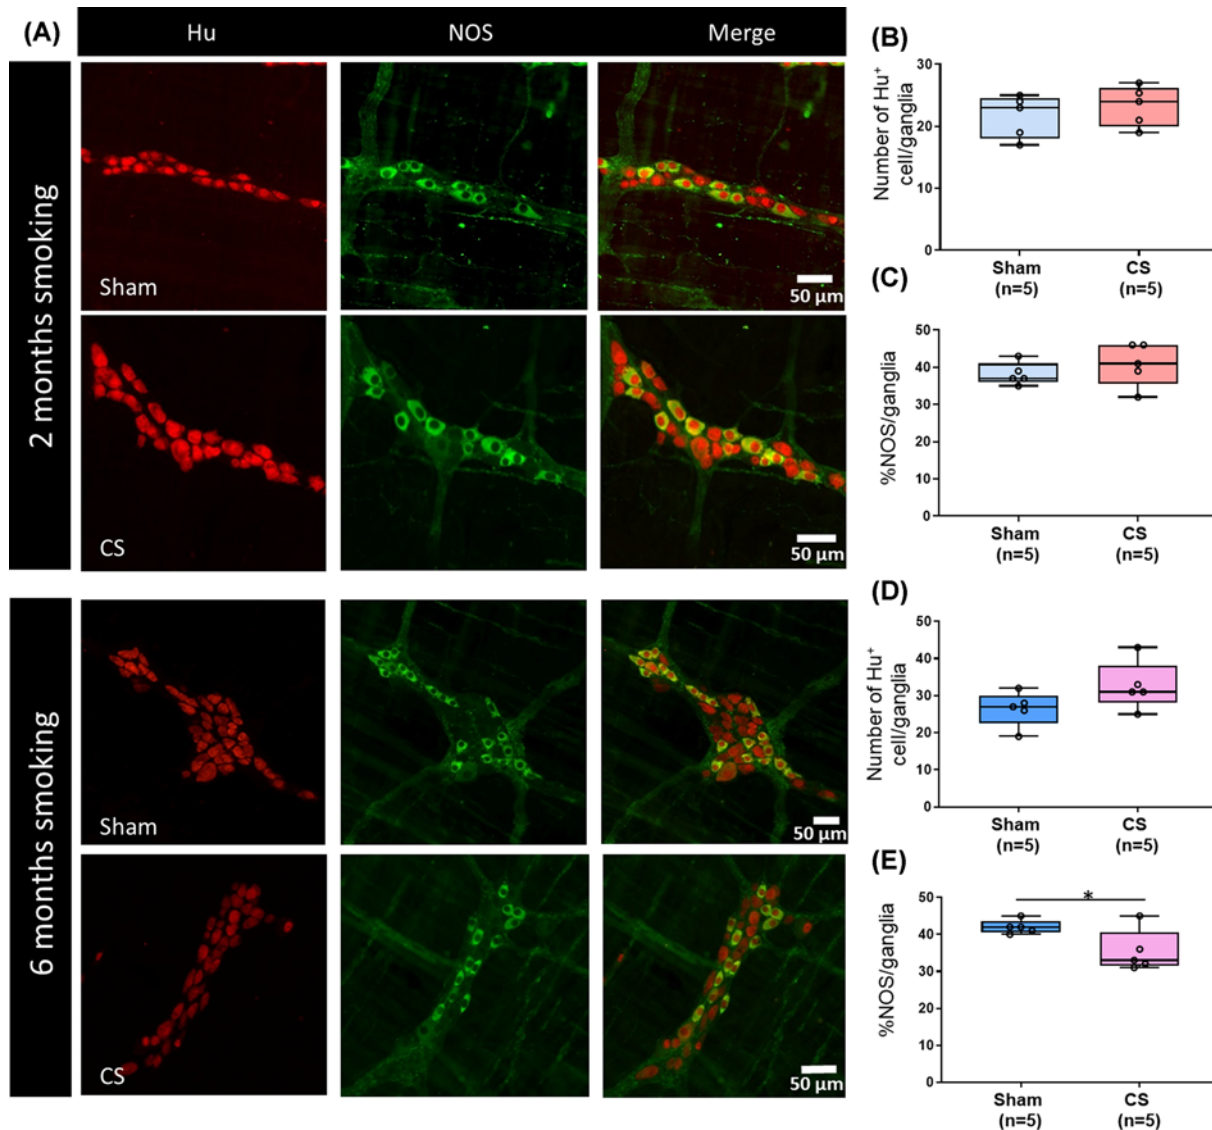 (A)
Hu NOS Merge
2 months smoking
Sham
50 µm
CS
50 µm
6 months smoking
Sham
50 µm
CS
50 µm
(B)
Number of Hu⁺
cell/ganglia
30
20
10
0
Sham CS
(n=5) (n=5)
(C)
%NOS/ganglia
50
40
30
20
10
0
Sham CS
(n=5) (n=5)
(D)
Number of Hu⁺
cell/ganglia
50
40
30
20
10
0
Sham CS
(n=5) (n=5)
(E)
%NOS/ganglia
50
40
30
20
10
0
*
Sham CS
(n=5) (n=5)